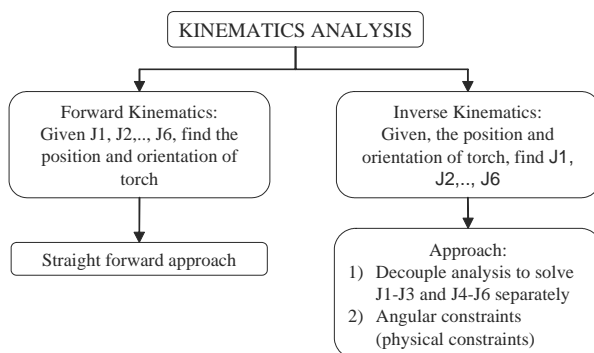 KINEMATICS ANALYSIS
Forward Kinematics:
Given J1, J2,.., J6, find the
position and orientation of
torch
Inverse Kinematics:
Given, the position and
orientation of torch, find J1,
J2,.., J6
Straight forward approach
Approach:
1) Decouple analysis to solve
J1-J3 and J4-J6 separately
2) Angular constraints
(physical constraints)